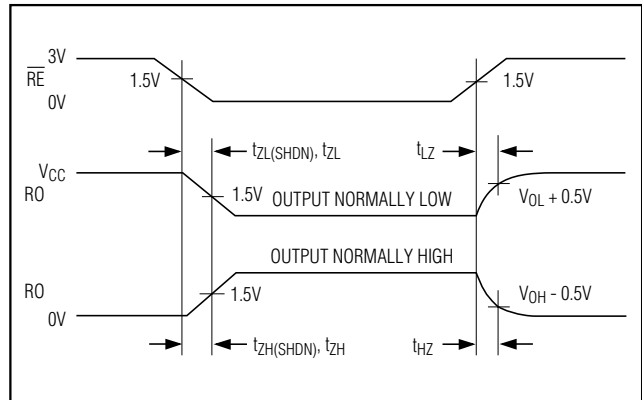 3V
R̅E̅
1.5V
1.5V
0V
tZL(SHDN), tZL
tLZ
VCC
RO
1.5V
OUTPUT NORMALLY LOW
VOL + 0.5V
OUTPUT NORMALLY HIGH
RO
1.5V
VOH - 0.5V
0V
tZH(SHDN), tZH
tHZ